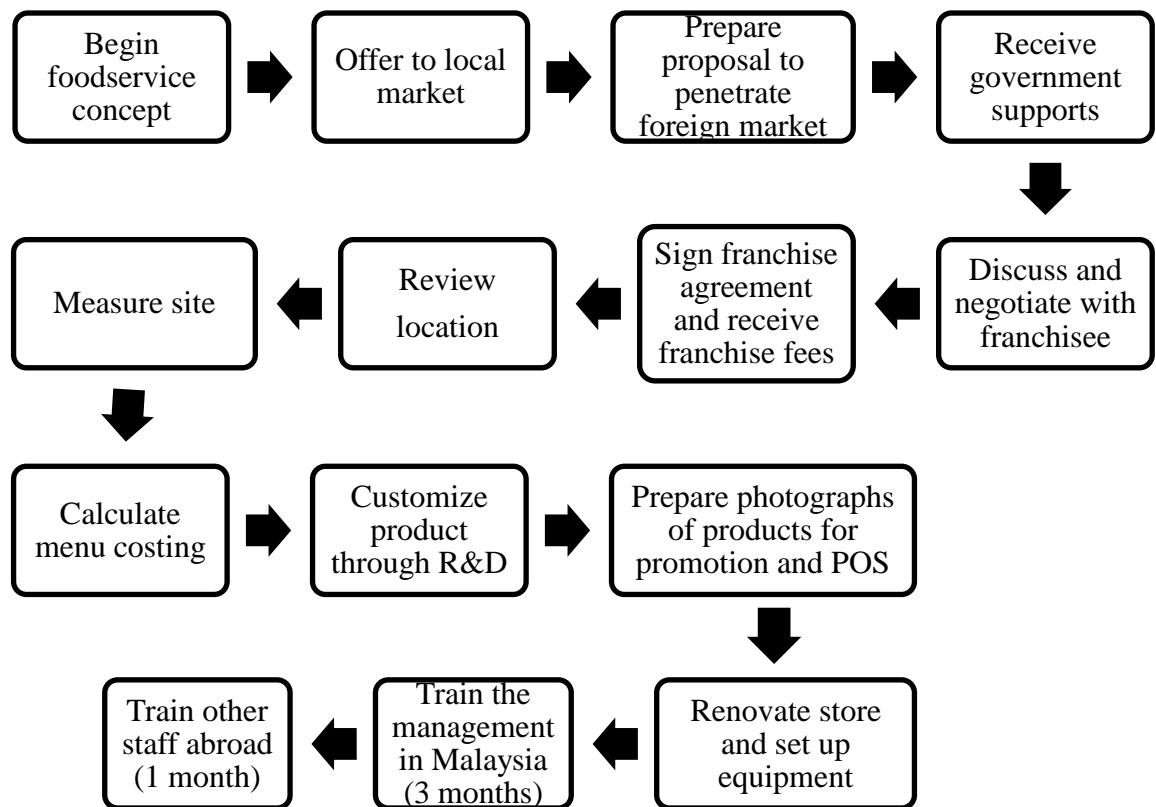 Begin
foodservice
concept
Offer to local
market
Prepare
proposal to
penetrate
foreign market
Receive
government
supports
Discuss and
negotiate with
franchisee
Sign franchise
agreement
and receive
franchise fees
Review
location
Measure site
Calculate
menu costing
Customize
product
through R&D
Prepare photographs
of products for
promotion and POS
Renovate store
and set up
equipment
Train the
management
in Malaysia
(3 months)
Train other
staff abroad
(1 month)